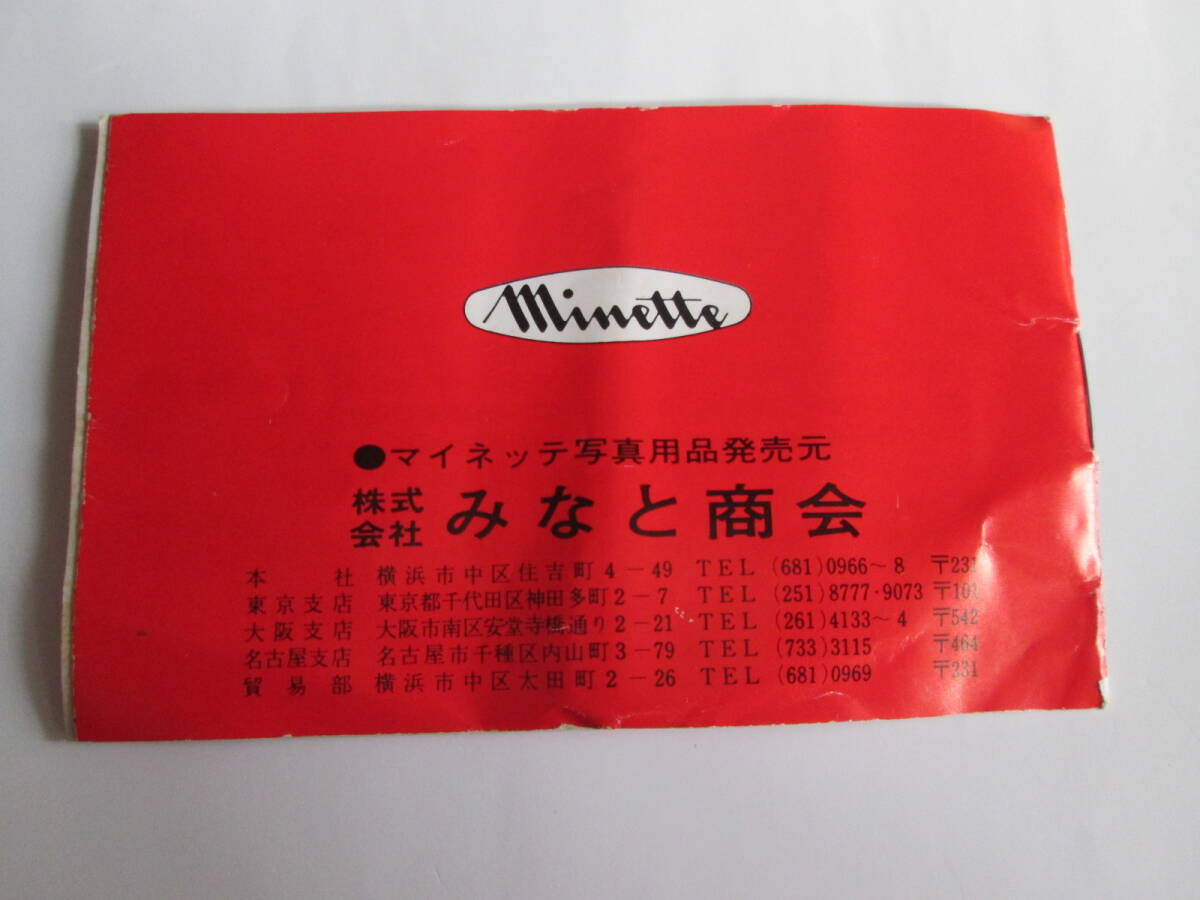 Minette
●マイネッテ写真用品発売元
株式会社 みなと商会
本社 横浜市中区住吉町4-49 TEL (681)0966~8 〒231
東京支店 東京都千代田区神田多町2-7 TEL (251)8777・9073 〒101
大阪支店 大阪市南区安堂寺橋通り2-21 TEL (261)4133~4 〒542
名古屋支店 名古屋市千種区内山町3-79 TEL (733)3115 〒464
貿易部 横浜市中区太田町2-26 TEL (681)0969 〒231